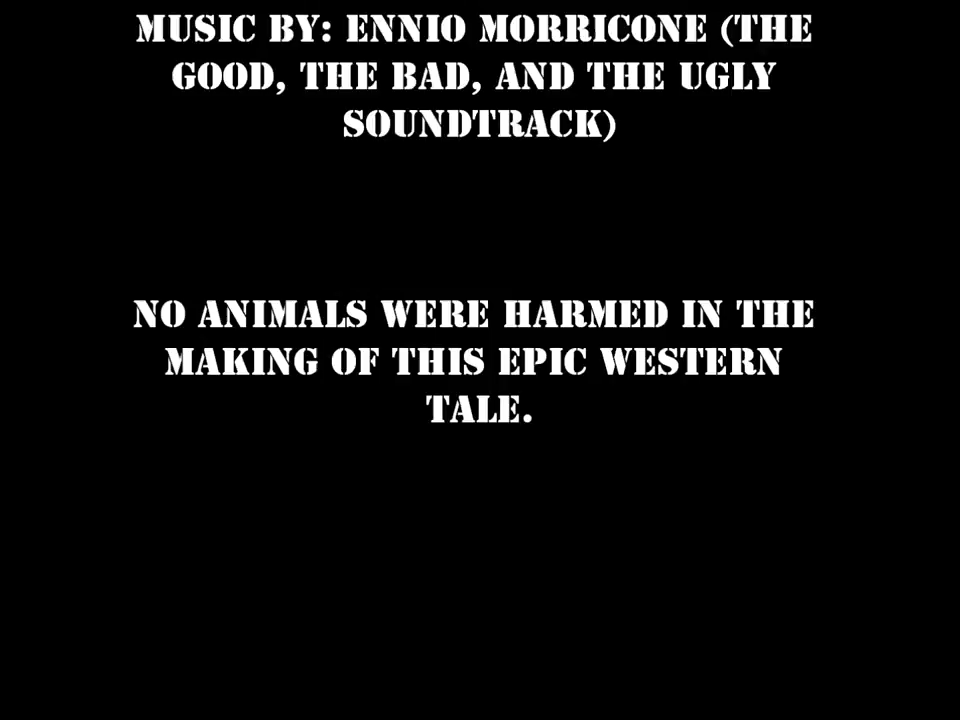 MUSIC BY: ENNIO MORRICONE (THE
GOOD, THE BAD, AND THE UGLY
SOUNDTRACK)
NO ANIMALS WERE HARMED IN THE
MAKING OF THIS EPIC WESTERN
TALE.